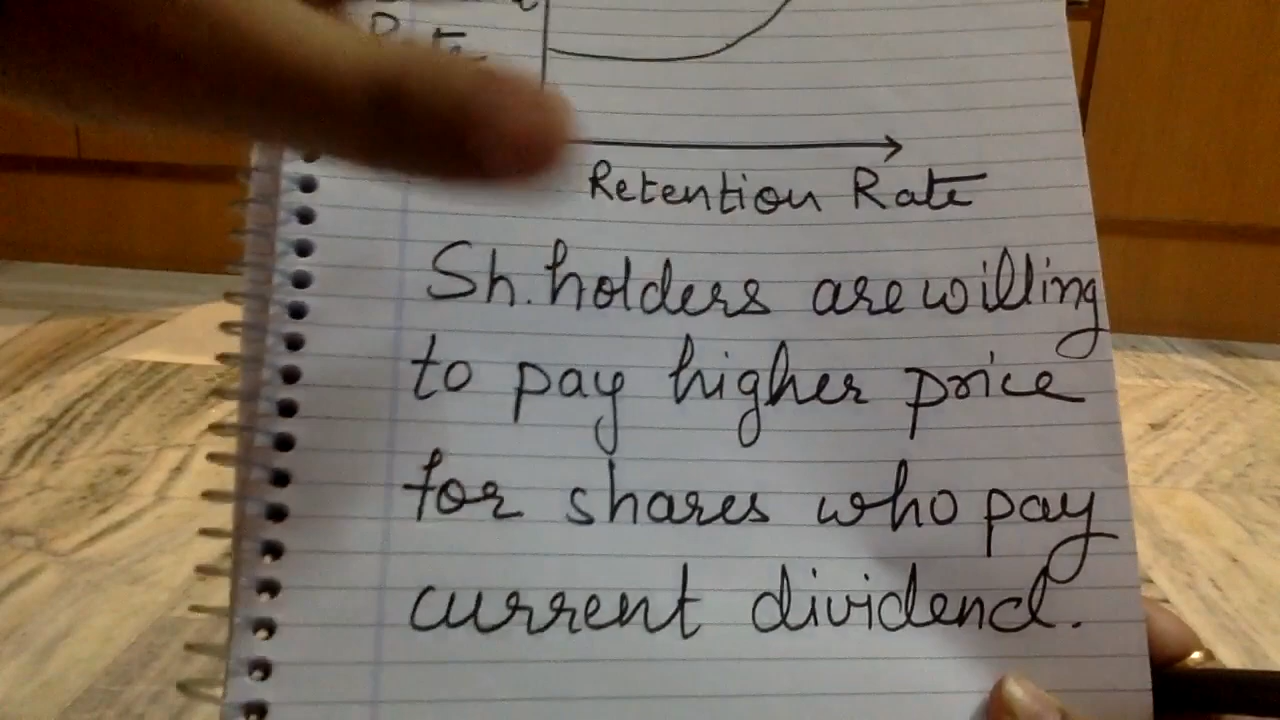 Retention Rate
Sh. holders are willing
to pay higher price
for shares who pay
current dividend.